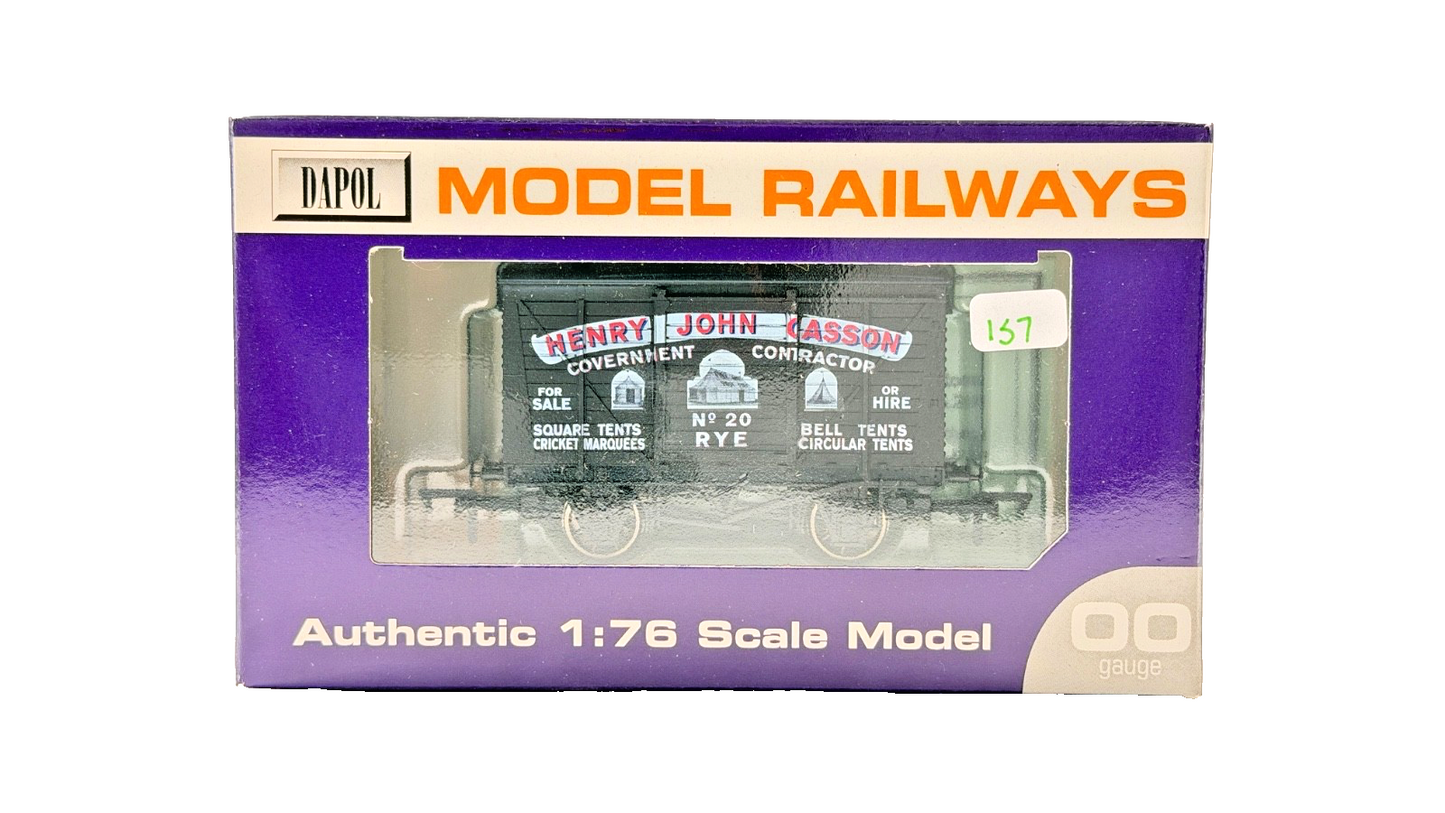 DAPOL
MODEL RAILWAYS
HENRY JOHN CASSON
GOVERNMENT CONTRACTOR
FOR
SALE
OR
HIRE
Nº 20
RYE
SQUARE TENTS
CRICKET MARQUEES
BELL TENTS
CIRCULAR TENTS
157
Authentic 1:76 Scale Model
OO
gauge